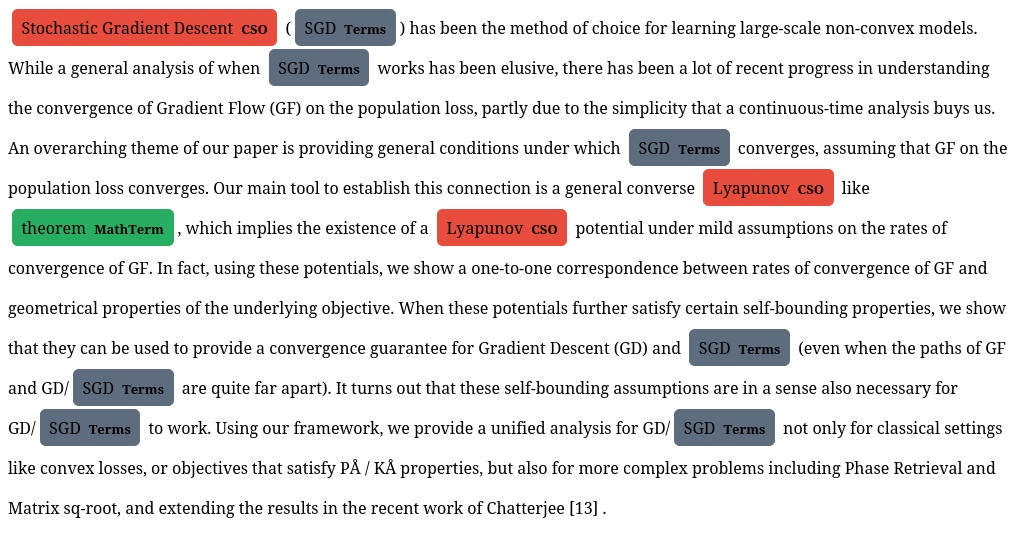 Stochastic Gradient Descent CSO ( SGD Terms ) has been the method of choice for learning large-scale non-convex models.
While a general analysis of when SGD Terms works has been elusive, there has been a lot of recent progress in understanding
the convergence of Gradient Flow (GF) on the population loss, partly due to the simplicity that a continuous-time analysis buys us.
An overarching theme of our paper is providing general conditions under which SGD Terms converges, assuming that GF on the
population loss converges. Our main tool to establish this connection is a general converse Lyapunov CSO like
theorem MathTerm , which implies the existence of a Lyapunov CSO potential under mild assumptions on the rates of
convergence of GF. In fact, using these potentials, we show a one-to-one correspondence between rates of convergence of GF and
geometrical properties of the underlying objective. When these potentials further satisfy certain self-bounding properties, we show
that they can be used to provide a convergence guarantee for Gradient Descent (GD) and SGD Terms (even when the paths of GF
and GD/ SGD Terms are quite far apart). It turns out that these self-bounding assumptions are in a sense also necessary for
GD/ SGD Terms to work. Using our framework, we provide a unified analysis for GD/ SGD Terms not only for classical settings
like convex losses, or objectives that satisfy PÅ / KÅ properties, but also for more complex problems including Phase Retrieval and
Matrix sq-root, and extending the results in the recent work of Chatterjee [13] .